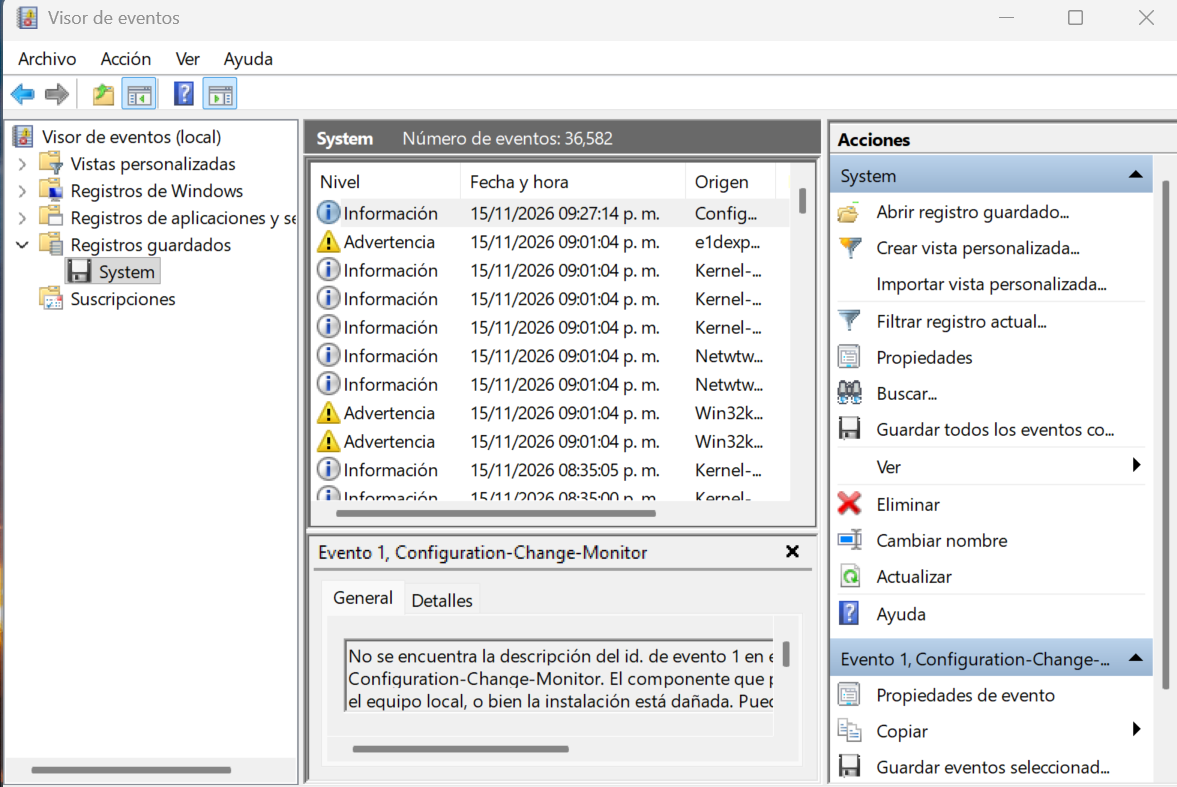 Visor de eventos
Archivo Acción Ver Ayuda
Visor de eventos (local)
Vistas personalizadas
Registros de Windows
Registros de aplicaciones y se
Registros guardados
System
Suscripciones
System Número de eventos: 36,582
Nivel Fecha y hora Origen
Información 15/11/2026 09:27:14 p. m. Config...
Advertencia 15/11/2026 09:01:04 p. m. e1dexp...
Información 15/11/2026 09:01:04 p. m. Kernel-...
Información 15/11/2026 09:01:04 p. m. Kernel-...
Información 15/11/2026 09:01:04 p. m. Kernel-...
Información 15/11/2026 09:01:04 p. m. Netwtw...
Información 15/11/2026 09:01:04 p. m. Netwtw...
Advertencia 15/11/2026 09:01:04 p. m. Win32k...
Advertencia 15/11/2026 09:01:04 p. m. Win32k...
Información 15/11/2026 08:35:05 p. m. Kernel-...
Información 15/11/2026 08:35:00 p. m. Kernel-
Evento 1, Configuration-Change-Monitor
General Detalles
No se encuentra la descripción del id. de evento 1 en e
Configuration-Change-Monitor. El componente que p
el equipo local, o bien la instalación está dañada. Pued
Acciones
System
Abrir registro guardado...
Crear vista personalizada...
Importar vista personalizada...
Filtrar registro actual...
Propiedades
Buscar...
Guardar todos los eventos co...
Ver
Eliminar
Cambiar nombre
Actualizar
Ayuda
Evento 1, Configuration-Change-...
Propiedades de evento
Copiar
Guardar eventos seleccionad...